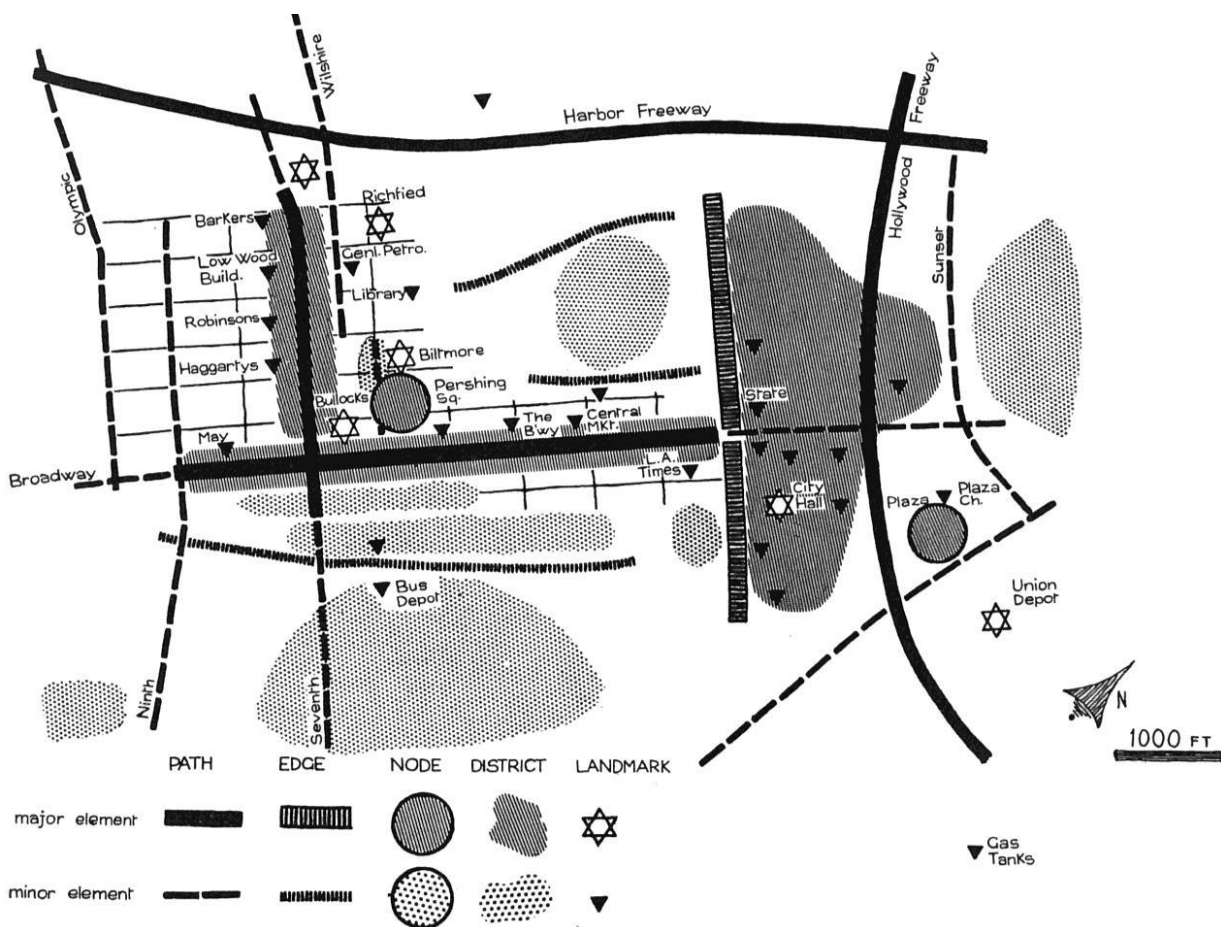 Wilshire
Harbor Freeway
Freeway
Hollywood
Olympic
Richfield
Barkers
Genl. Petro.
Low Wood
Build.
Library
Sunset
Robinsons
Biltmore
Haggartys
Pershing
Sq.
Bullocks
State
The
B'wy
Central
Mkt.
May
Broadway
L.A.
Times
City
Hall
Plaza
Plaza
Ch.
Bus
Depot
Union
Depot
Ninth
Seventh
N
1000 FT
PATH EDGE NODE DISTRICT LANDMARK
major element
Gas
Tanks
minor element